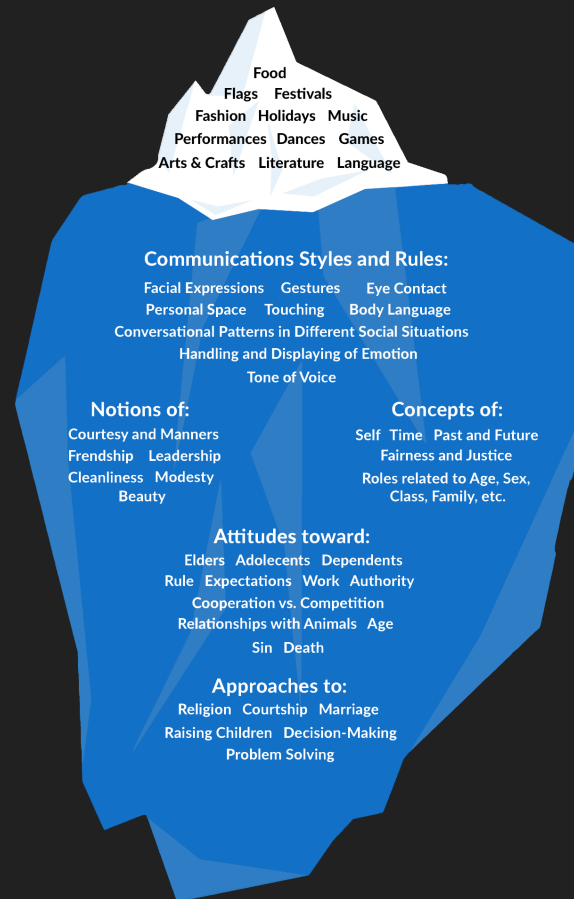 Food
Flags Festivals
Fashion Holidays Music
Performances Dances Games
Arts & Crafts Literature Language
Communications Styles and Rules:
Facial Expressions Gestures Eye Contact
Personal Space Touching Body Language
Conversational Patterns in Different Social Situations
Handling and Displaying of Emotion
Tone of Voice
Notions of:
Courtesy and Manners
Frendship Leadership
Cleanliness Modesty
Beauty
Concepts of:
Self Time Past and Future
Fairness and Justice
Roles related to Age, Sex,
Class, Family, etc.
Attitudes toward:
Elders Adolecents Dependents
Rule Expectations Work Authority
Cooperation vs. Competition
Relationships with Animals Age
Sin Death
Approaches to:
Religion Courtship Marriage
Raising Children Decision-Making
Problem Solving